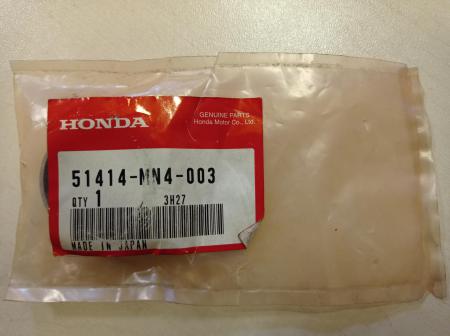 HONDA
GENUINE PARTS
Honda Motor Co., Ltd.
51414-MN4-003
QTY 1 3H27
MADE IN JAPAN